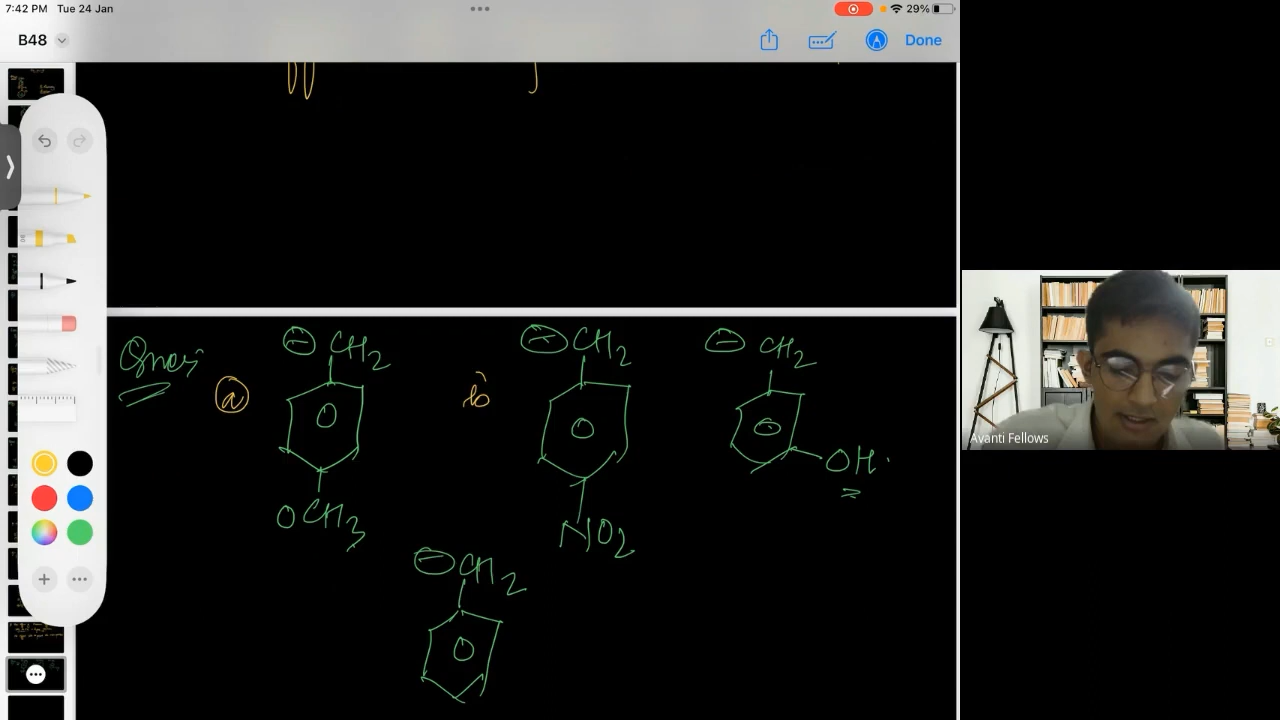 7:42 PM Tue 24 Jan
29%
B48
Done
Ques
⊖ CH2
⊖ CH2
⊖ CH2
a
b
OCH3
NO2
OH
⊖ CH2
Avanti Fellows